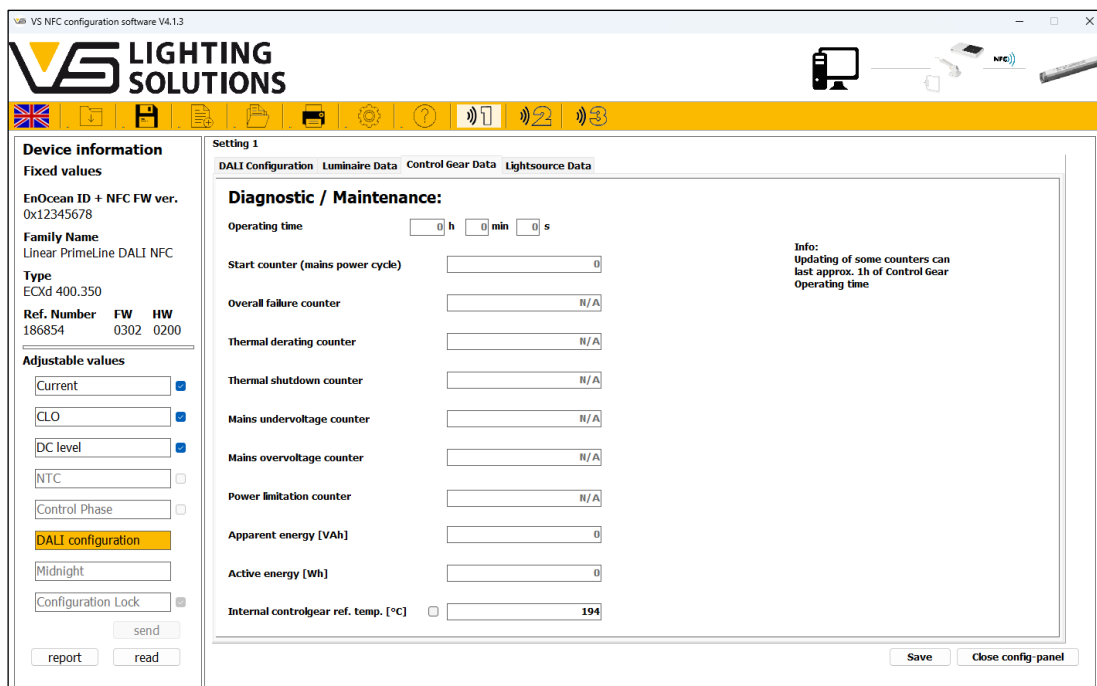 VS NFC configuration software V4.1.3
VS LIGHTING
SOLUTIONS
NFC
1 2 3
Device information
Fixed values
EnOcean ID + NFC FW ver.
0x12345678
Family Name
Linear PrimeLine DALI NFC
Type
ECXd 400.350
Ref. Number FW HW
186854 0302 0200
Adjustable values
Current
CLO
DC level
NTC
Control Phase
DALI configuration
Midnight
Configuration Lock
send
report read
Setting 1
DALI Configuration Luminaire Data Control Gear Data Lightsource Data
Diagnostic / Maintenance:
Operating time 0 h 0 min 0 s
Start counter (mains power cycle) 0
Overall failure counter N/A
Thermal derating counter N/A
Thermal shutdown counter N/A
Mains undervoltage counter N/A
Mains overvoltage counter N/A
Power limitation counter N/A
Apparent energy [VAh] 0
Active energy [Wh] 0
Internal controlgear ref. temp. [°C] 194
Info:
Updating of some counters can
last approx. 1h of Control Gear
Operating time
Save Close config-panel